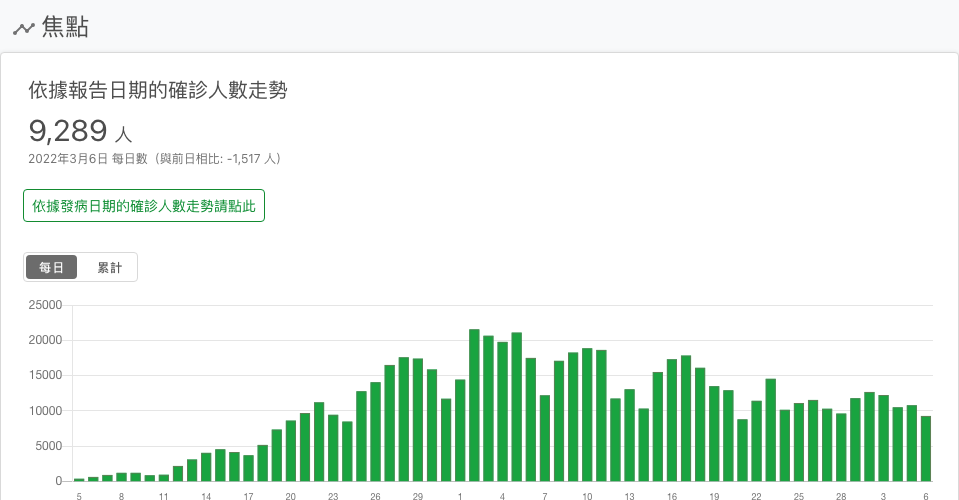 焦點
依據報告日期的確診人數走勢
9,289 人
2022年3月6日 每日數（與前日相比: -1,517 人）
依據發病日期的確診人數走勢請點此
每日 累計
25000
20000
15000
10000
5000
0
5 8 11 14 17 20 23 26 29 1 4 7 10 13 16 19 22 25 28 3 6